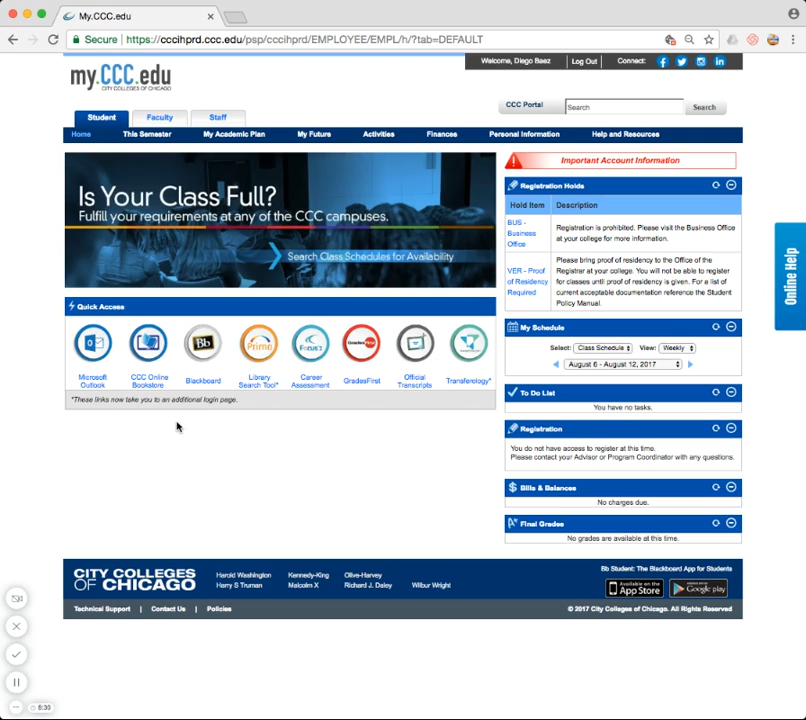 My.CCC.edu
Secure https://cccihprd.ccc.edu/psp/cccihprd/EMPLOYEE/EMPL/h/?tab=DEFAULT
Welcome, Diego Baez | Log Out | Connect:
my.CCC.edu
CITY COLLEGES OF CHICAGO
CCC Portal Search Search
Student Faculty Staff
Home This Semester My Academic Plan My Future Activities Finances Personal Information Help and Resources
Is Your Class Full?
Fulfill your requirements at any of the CCC campuses.
Search Class Schedules for Availability
Quick Access
Microsoft Outlook
CCC Online Bookstore
Bb
Blackboard
Primo
Library Search Tool*
Focus2
Career Assessment
GradesFirst
GradesFirst
Official Transcripts
Transferology*
*These links now take you to an additional login page.
Important Account Information
Registration Holds
Hold Item Description
BUS - Business Office
Registration is prohibited. Please visit the Business Office
at your college for more information.
VER - Proof of Residency Required
Please bring proof of residency to the Office of the
Registrar at your college. You will not be able to register
for classes until proof of residency is given. For a list of
current acceptable documentation reference the Student
Policy Manual.
My Schedule
Select: Class Schedule View: Weekly
August 6 - August 12, 2017
To Do List
You have no tasks.
Registration
You do not have access to register at this time.
Please contact your Advisor or Program Coordinator with any questions.
Bills & Balances
No charges due.
Final Grades
No grades are available at this time.
Online Help
CITY COLLEGES
OF CHICAGO
Harold Washington Kennedy-King Olive-Harvey
Harry S Truman Malcolm X Richard J. Daley Wilbur Wright
Bb Student: The Blackboard App for Students
Available on the App Store
Google play
Technical Support | Contact Us | Policies
© 2017 City Colleges of Chicago. All Rights Reserved
5:30